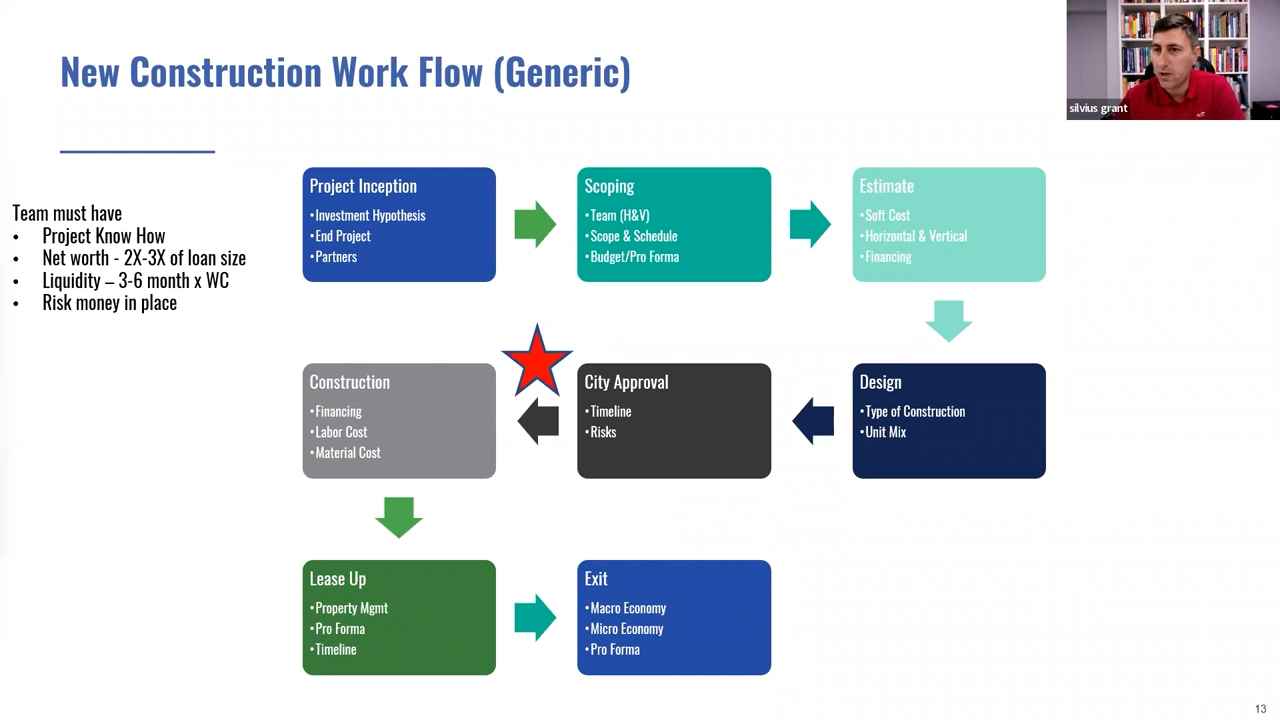 New Construction Work Flow (Generic)
silvius grant
Team must have
• Project Know How
• Net worth - 2X-3X of loan size
• Liquidity – 3-6 month x WC
• Risk money in place
Project Inception
•Investment Hypothesis
•End Project
•Partners
Scoping
•Team (H&V)
•Scope & Schedule
•Budget/Pro Forma
Estimate
•Soft Cost
•Horizontal & Vertical
•Financing
Design
•Type of Construction
•Unit Mix
City Approval
•Timeline
•Risks
Construction
•Financing
•Labor Cost
•Material Cost
Lease Up
•Property Mgmt
•Pro Forma
•Timeline
Exit
•Macro Economy
•Micro Economy
•Pro Forma
13